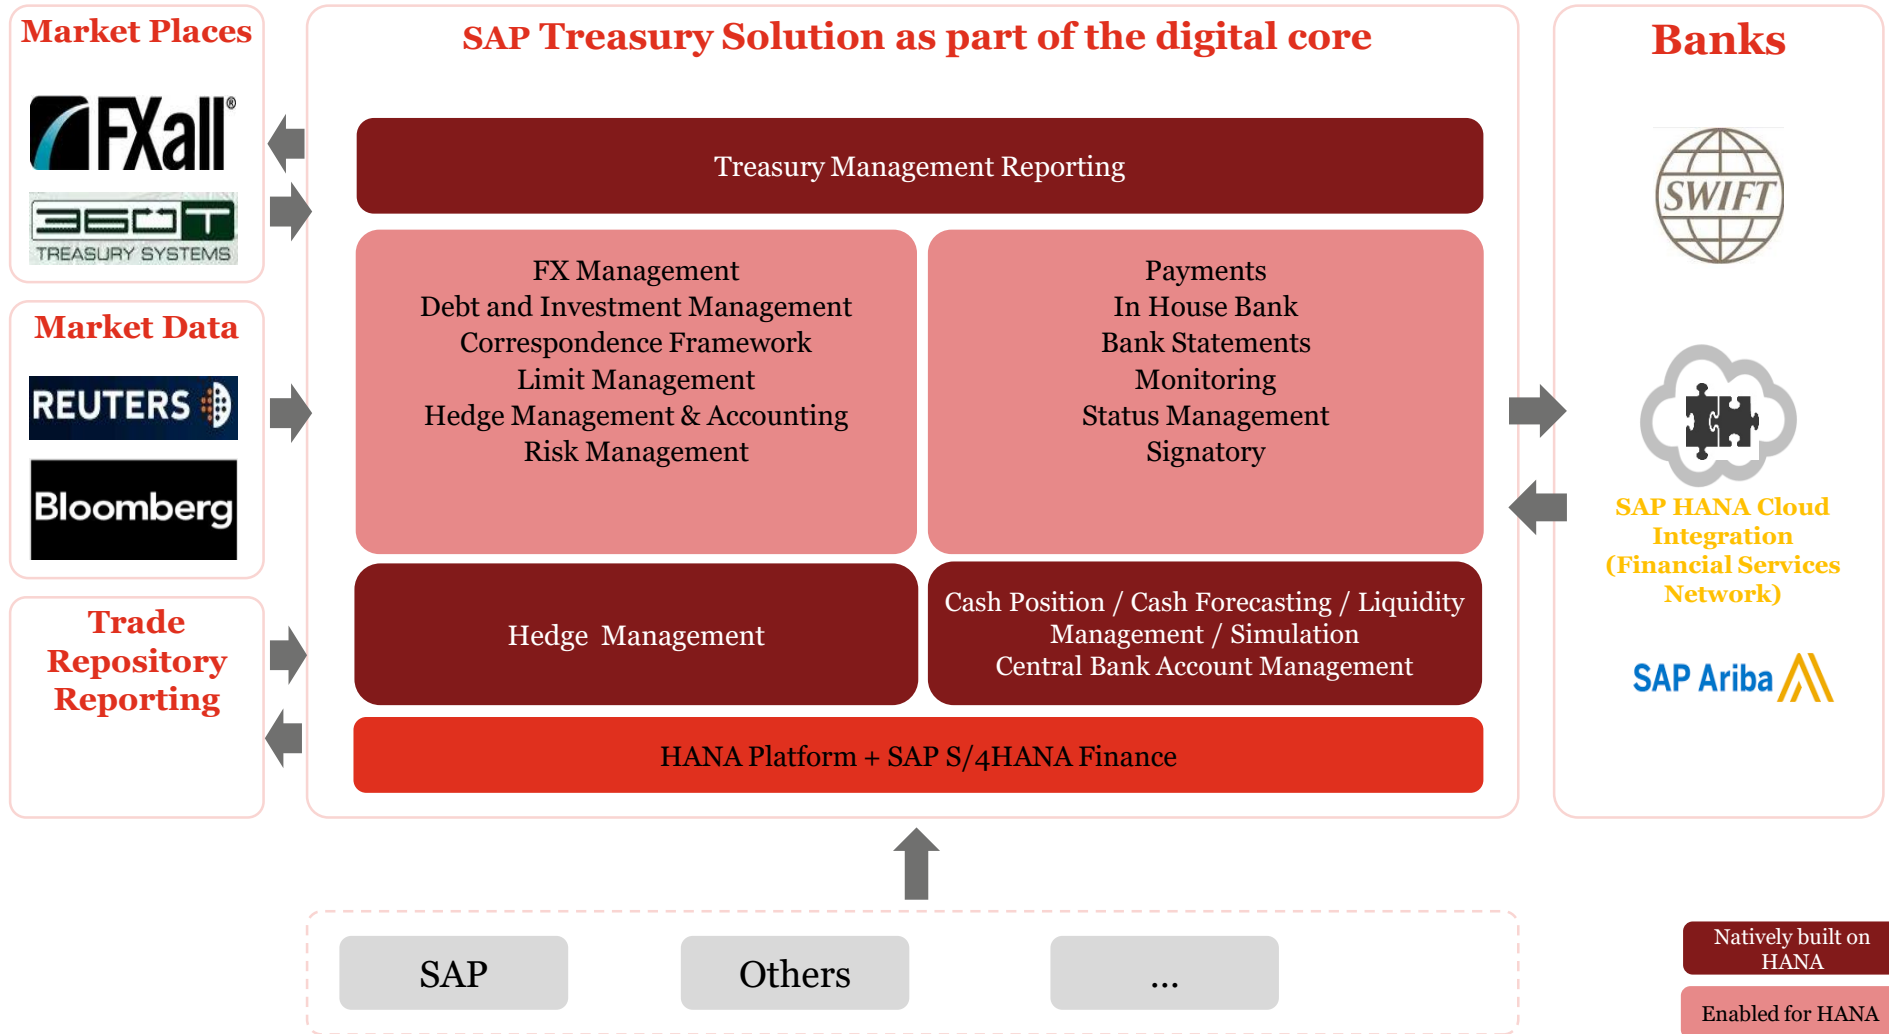 Market Places
FXall®
360T
TREASURY SYSTEMS
Market Data
REUTERS
Bloomberg
Trade
Repository
Reporting
SAP Treasury Solution as part of the digital core
Treasury Management Reporting
FX Management
Debt and Investment Management
Correspondence Framework
Limit Management
Hedge Management & Accounting
Risk Management
Payments
In House Bank
Bank Statements
Monitoring
Status Management
Signatory
Hedge Management
Cash Position / Cash Forecasting / Liquidity
Management / Simulation
Central Bank Account Management
HANA Platform + SAP S/4HANA Finance
Banks
SWIFT
SAP HANA Cloud
Integration
(Financial Services
Network)
SAP Ariba
SAP
Others
...
Natively built on
HANA
Enabled for HANA